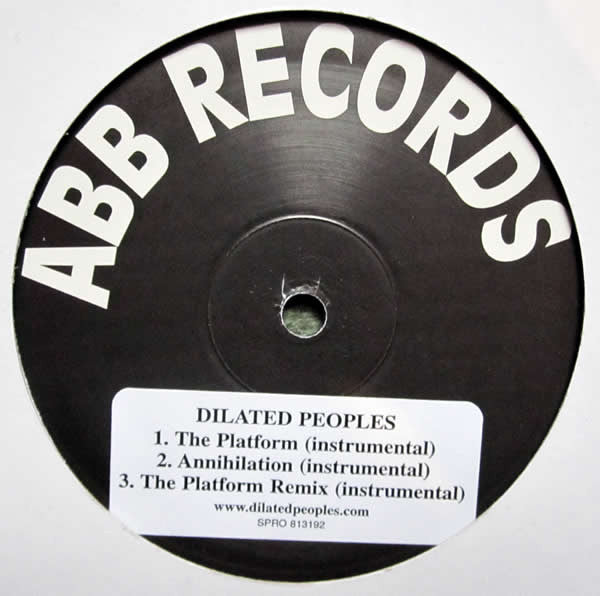 ABB RECORDS
DILATED PEOPLES
1. The Platform (instrumental)
2. Annihilation (instrumental)
3. The Platform Remix (instrumental)
www.dilatedpeoples.com
SPRO 813192